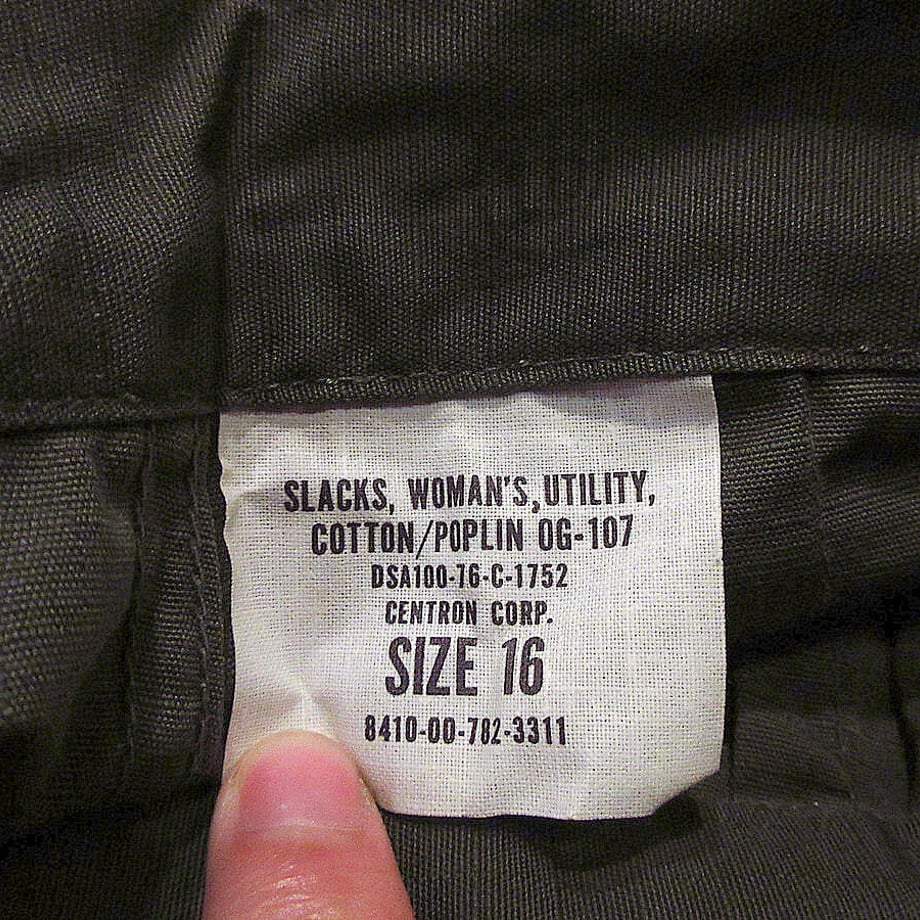 SLACKS, WOMAN'S, UTILITY,
COTTON/POPLIN OG-107
DSA100-76-C-1752
CENTRON CORP.
SIZE 16
8410-00-782-3311